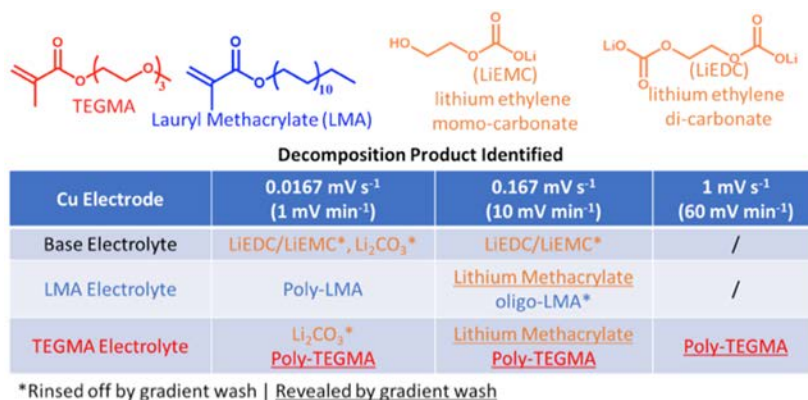 O
O
O
3
TEGMA
O
O
10
Lauryl Methacrylate (LMA)
HO
O
O
OLi
(LiEMC)
lithium ethylene
momo-carbonate
LiO
O
O
O
O
OLi
(LiEDC)
lithium ethylene
di-carbonate
Decomposition Product Identified
Cu Electrode 0.0167 mV s⁻¹ (1 mV min⁻¹) 0.167 mV s⁻¹ (10 mV min⁻¹) 1 mV s⁻¹ (60 mV min⁻¹)
Base Electrolyte LiEDC/LiEMC*, Li₂CO₃* LiEDC/LiEMC* /
LMA Electrolyte Poly-LMA Lithium Methacrylate oligo-LMA* /
TEGMA Electrolyte Li₂CO₃* Poly-TEGMA Lithium Methacrylate Poly-TEGMA Poly-TEGMA
*Rinsed off by gradient wash | Revealed by gradient wash